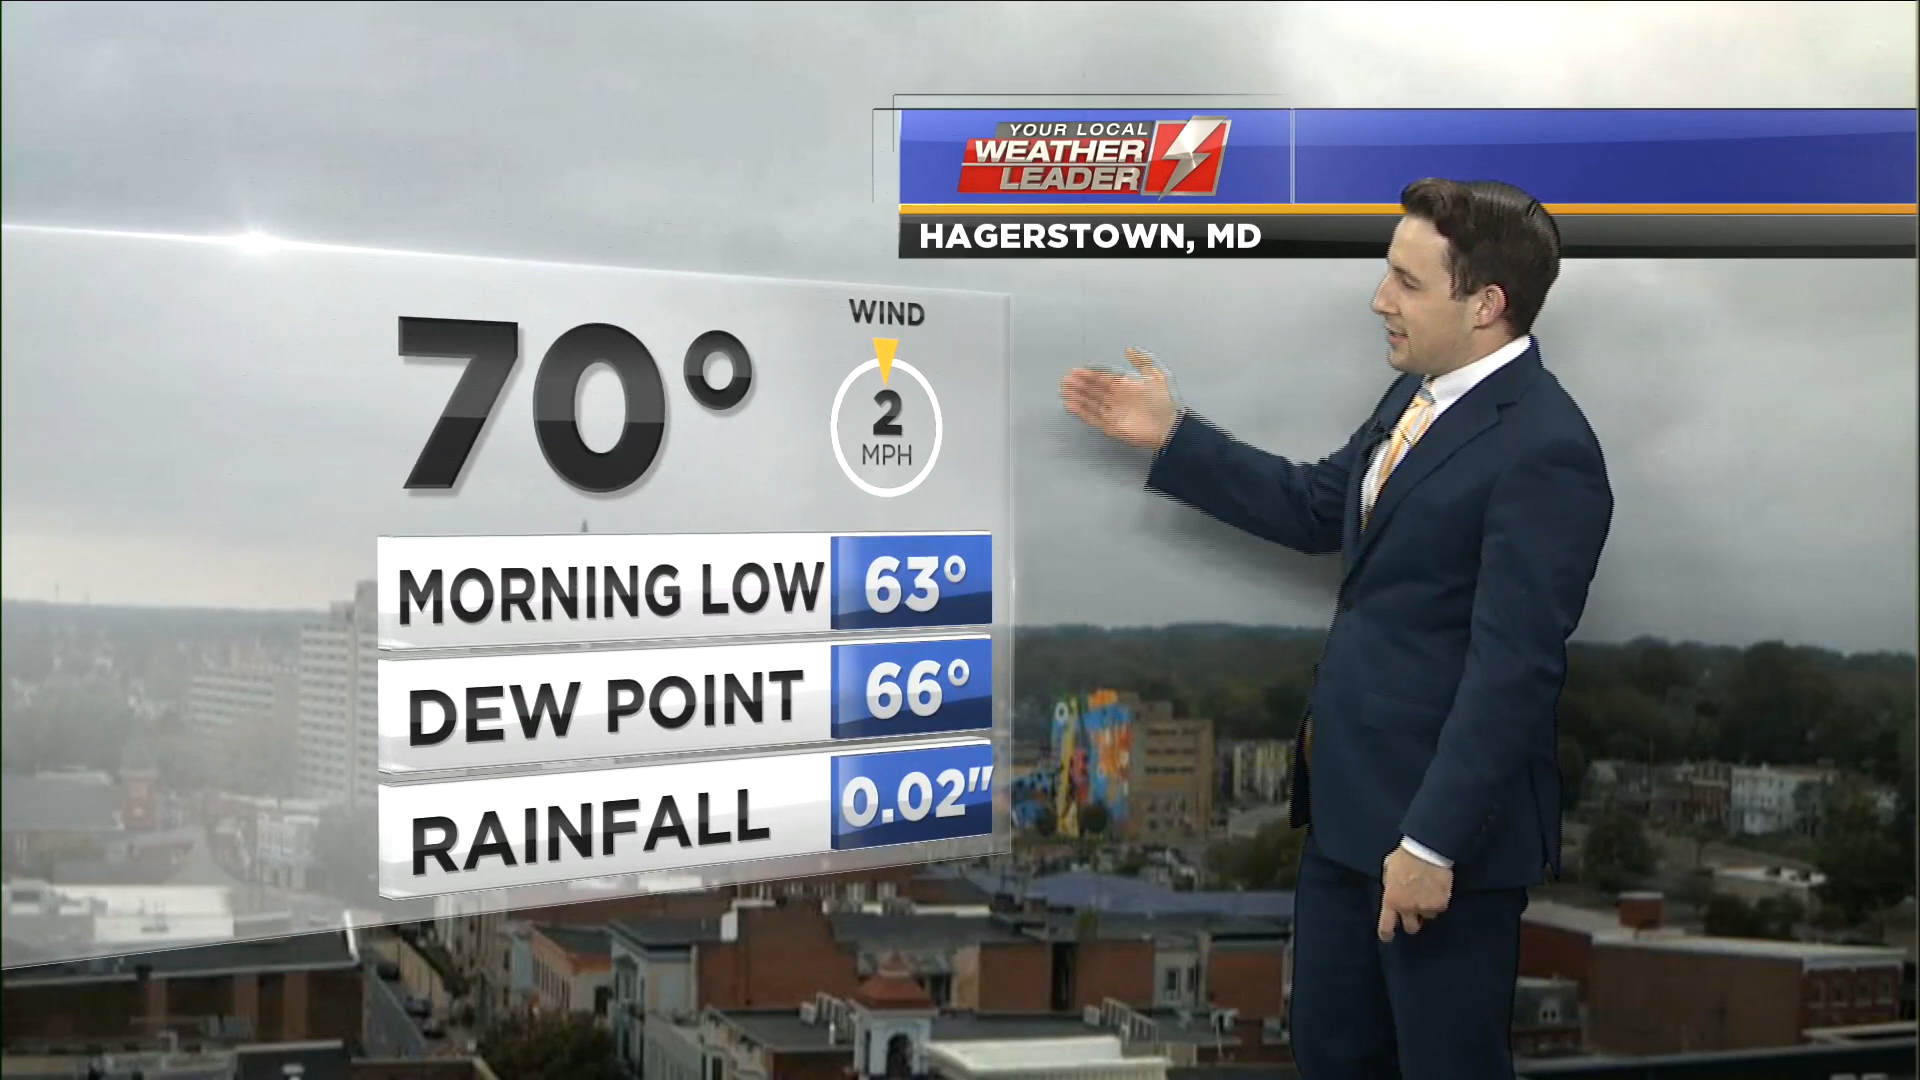 YOUR LOCAL
WEATHER
LEADER
HAGERSTOWN, MD
70°
WIND
2
MPH
MORNING LOW 63°
DEW POINT 66°
RAINFALL 0.02"